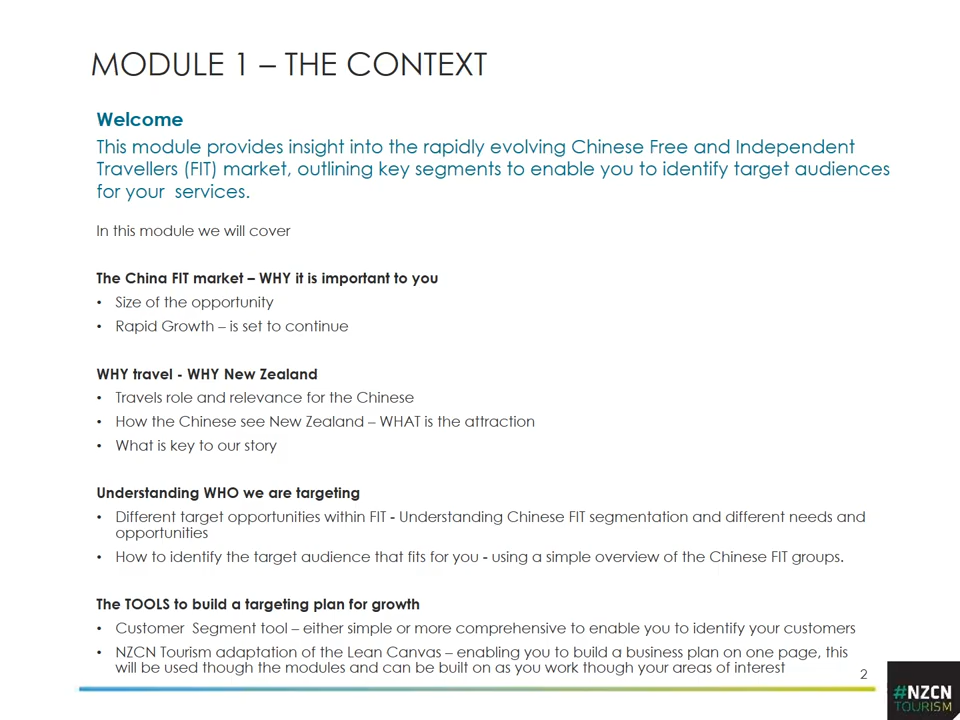 MODULE 1 – THE CONTEXT
Welcome
This module provides insight into the rapidly evolving Chinese Free and Independent
Travellers (FIT) market, outlining key segments to enable you to identify target audiences
for your  services.
In this module we will cover
The China FIT market – WHY it is important to you
• Size of the opportunity
• Rapid Growth – is set to continue
WHY travel - WHY New Zealand
• Travels role and relevance for the Chinese
• How the Chinese see New Zealand – WHAT is the attraction
• What is key to our story
Understanding WHO we are targeting
• Different target opportunities within FIT - Understanding Chinese FIT segmentation and different needs and
opportunities
• How to identify the target audience that fits for you - using a simple overview of the Chinese FIT groups.
The TOOLS to build a targeting plan for growth
• Customer  Segment tool – either simple or more comprehensive to enable you to identify your customers
• NZCN Tourism adaptation of the Lean Canvas – enabling you to build a business plan on one page, this
will be used though the modules and can be built on as you work though your areas of interest
2
#NZCN
TOURISM